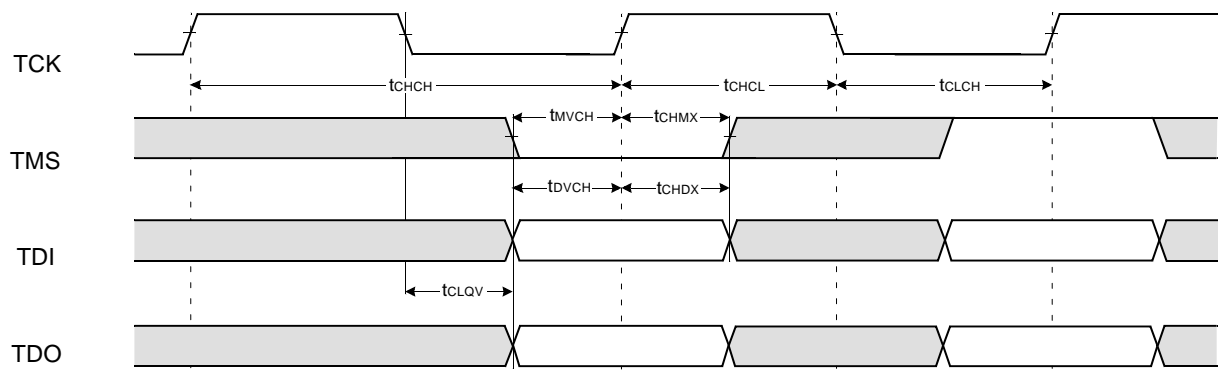 TCK
tCHCH tCHCL tCLCH
tMVCH tCHMX
TMS
tDVCH tCHDX
TDI
tCLQV
TDO